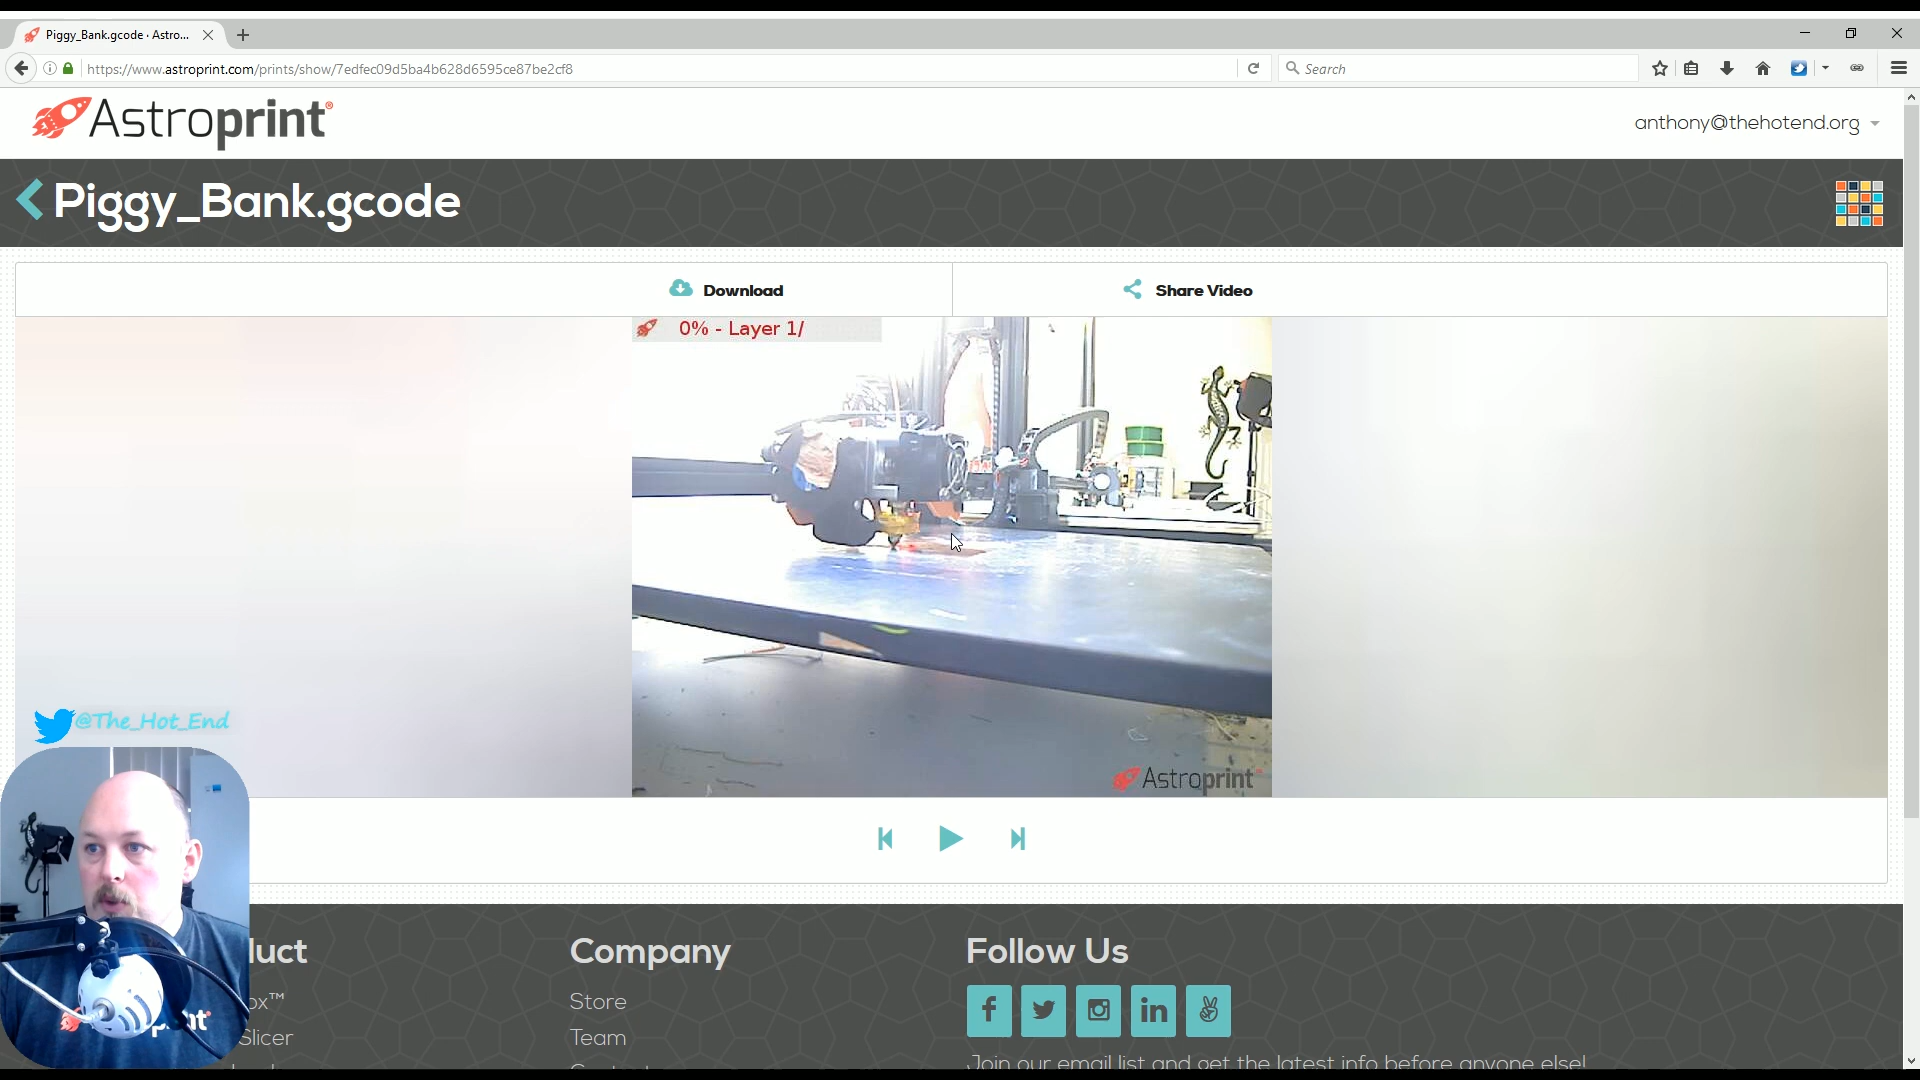 Piggy_Bank.gcode · Astro...
https://www.astroprint.com/prints/show/7edfec09d5ba4b628d6595ce87be2cf8
Search
Astroprint®
anthony@thehotend.org
Piggy_Bank.gcode
Download
Share Video
0% - Layer 1/
Astroprint
@The_Hot_End
Company
Follow Us
Store
Team
Slicer
Join our email list and get the latest info before anyone else!